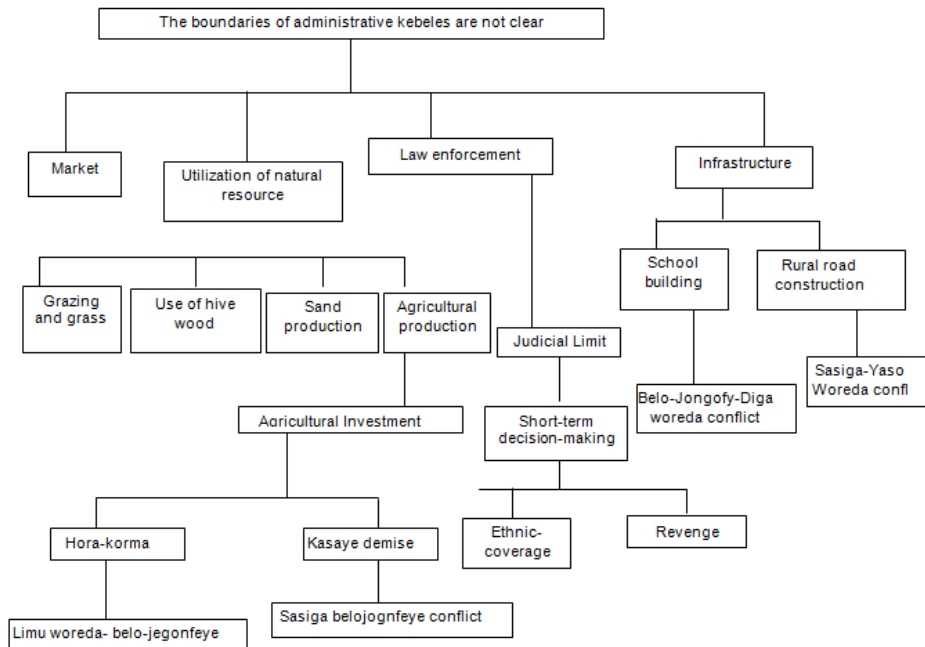 The boundaries of administrative kebeles are not clear
Market
Utilization of natural
resource
Law enforcement
Infrastructure
Grazing
and grass
Use of hive
wood
Sand
production
Agricultural
production
School
building
Rural road
construction
Judicial Limit
Sasiga-Yaso
Woreda confl
Belo-Jongofy-Diga
woreda conflict
Agricultural Investment
Short-term
decision-making
Hora-korma
Kasaye demise
Ethnic-
coverage
Revenge
Limu woreda- belo-jegonfeye
Sasiga belojognfeye conflict